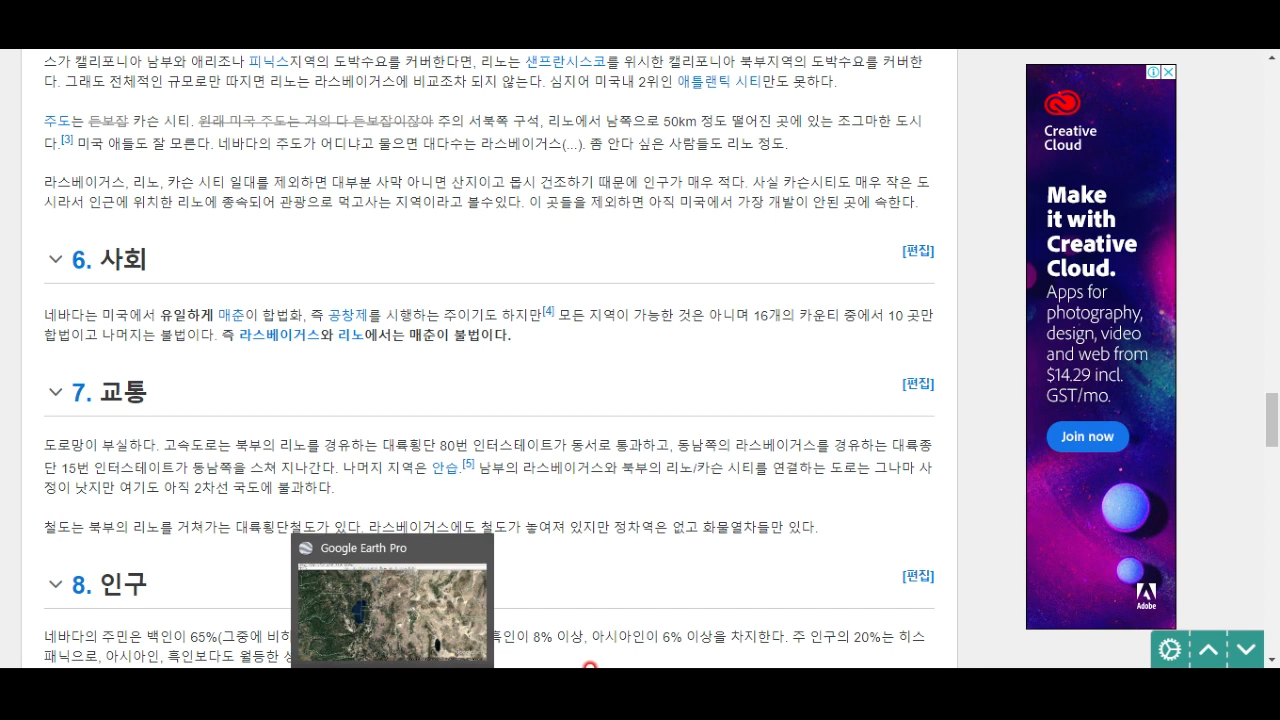 스가 캘리포니아 남부와 애리조나 피닉스지역의 도박수요를 커버한다면, 리노는 샌프란시스코를 위시한 캘리포니아 북부지역의 도박수요를 커버한
다. 그래도 전체적인 규모로만 따지면 리노는 라스베이거스에 비교조차 되지 않는다. 심지어 미국내 2위인 애틀랜틱 시티만도 못하다.
주도는 듣보잡 카슨 시티. 원래 미국 주도는 거의 다 듣보잡이잖아 주의 서북쪽 구석, 리노에서 남쪽으로 50km 정도 떨어진 곳에 있는 조그마한 도시
다.[3] 미국 애들도 잘 모른다. 네바다의 주도가 어디냐고 물으면 대다수는 라스베이거스(...). 좀 안다 싶은 사람들도 리노 정도.
라스베이거스, 리노, 카슨 시티 일대를 제외하면 대부분 사막 아니면 산지이고 몹시 건조하기 때문에 인구가 매우 적다. 사실 카슨시티도 매우 작은 도
시라서 인근에 위치한 리노에 종속되어 관광으로 먹고사는 지역이라고 볼수있다. 이 곳들을 제외하면 아직 미국에서 가장 개발이 안된 곳에 속한다.
6. 사회 [편집]
네바다는 미국에서 유일하게 매춘이 합법화, 즉 공창제를 시행하는 주이기도 하지만[4] 모든 지역이 가능한 것은 아니며 16개의 카운티 중에서 10 곳만
합법이고 나머지는 불법이다. 즉 라스베이거스와 리노에서는 매춘이 불법이다.
7. 교통 [편집]
도로망이 부실하다. 고속도로는 북부의 리노를 경유하는 대륙횡단 80번 인터스테이트가 동서로 통과하고, 동남쪽의 라스베이거스를 경유하는 대륙종
단 15번 인터스테이트가 동남쪽을 스쳐 지나간다. 나머지 지역은 안습.[5] 남부의 라스베이거스와 북부의 리노/카슨 시티를 연결하는 도로는 그나마 사
정이 낫지만 여기도 아직 2차선 국도에 불과하다.
철도는 북부의 리노를 거쳐가는 대륙횡단철도가 있다. 라스베이거스에도 철도가 놓여져 있지만 정차역은 없고 화물열차들만 있다.
Google Earth Pro
8. 인구 [편집]
네바다의 주민은 백인이 65%(그중에 비히 흑인이 8% 이상, 아시아인이 6% 이상을 차지한다. 주 인구의 20%는 히스
패닉으로, 아시아인, 흑인보다도 월등한
Creative
Cloud
Make
it with
Creative
Cloud.
Apps for
photography,
design, video
and web from
$14.29 incl.
GST/mo.
Join now
Adobe